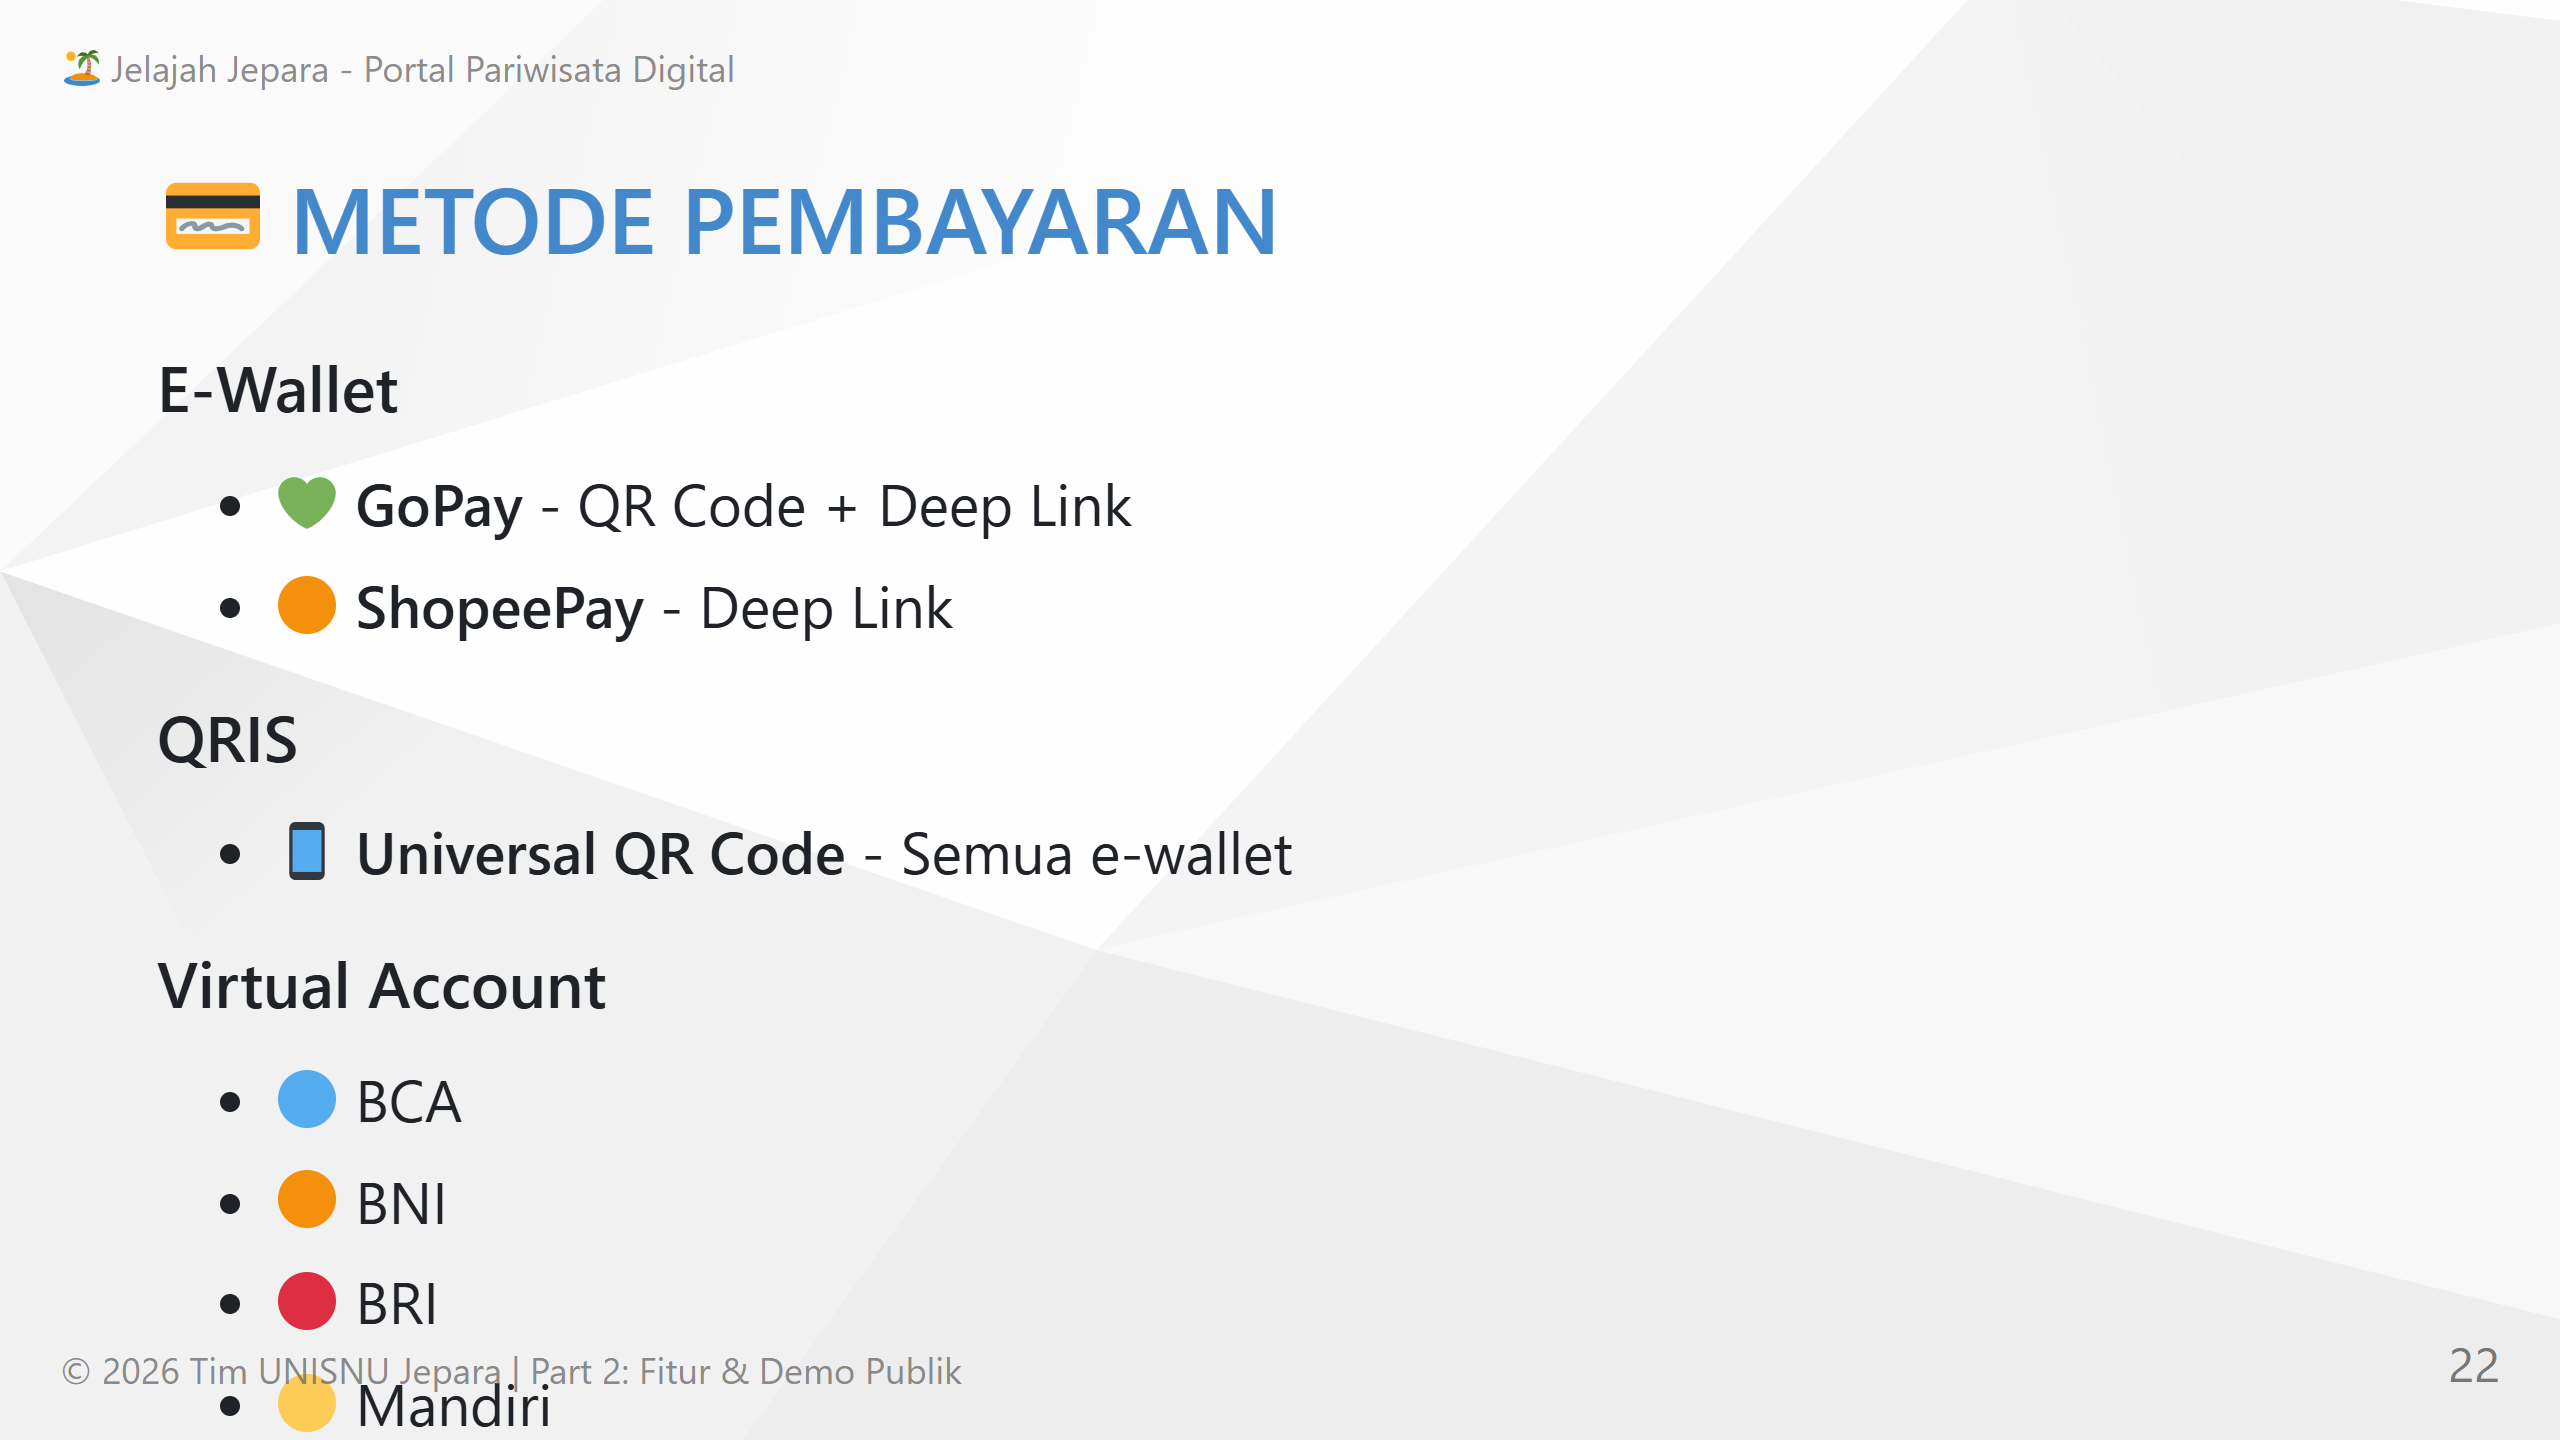 Jelajah Jepara - Portal Pariwisata Digital
METODE PEMBAYARAN
E-Wallet
• GoPay - QR Code + Deep Link
• ShopeePay - Deep Link
QRIS
• Universal QR Code - Semua e-wallet
Virtual Account
• BCA
• BNI
• BRI
• Mandiri
© 2026 Tim UNISNU Jepara | Part 2: Fitur & Demo Publik
22